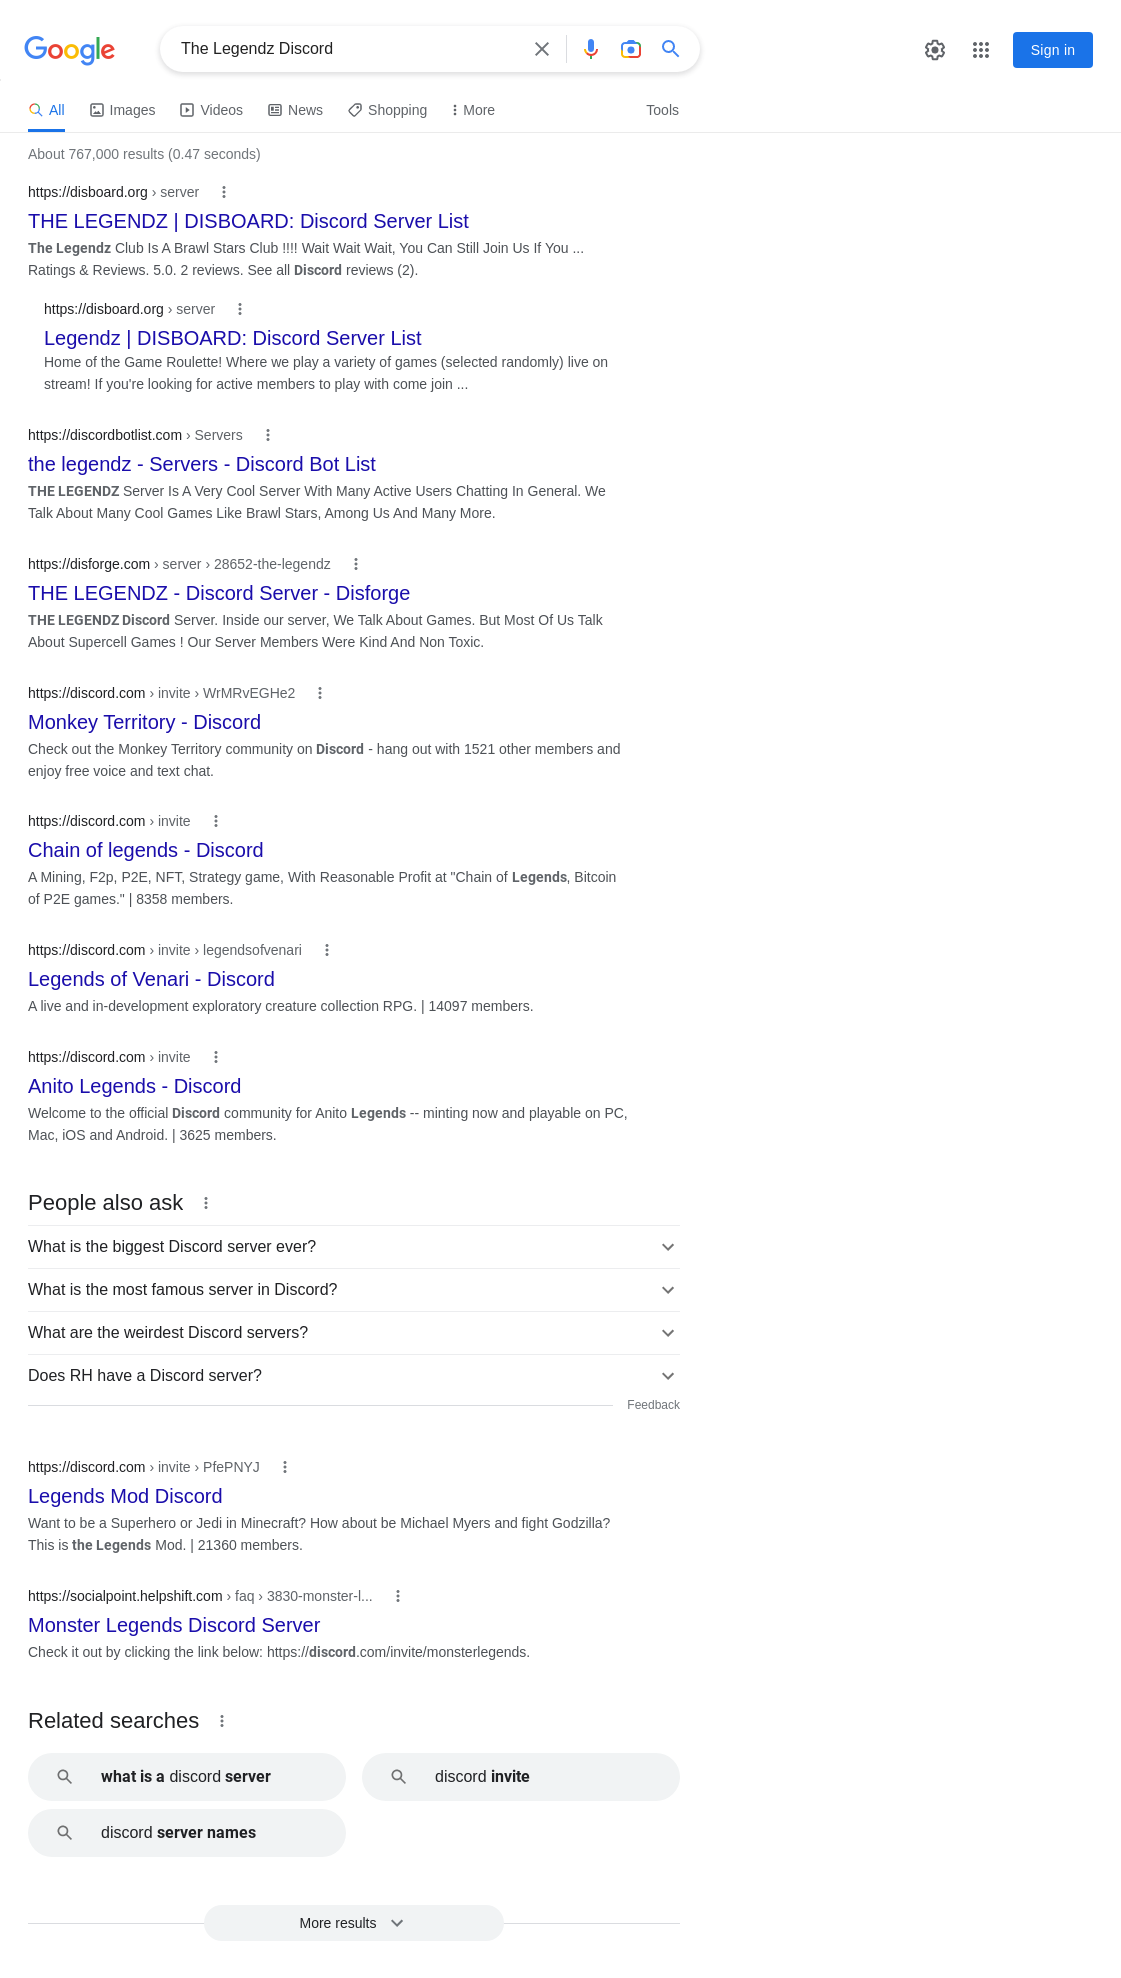 Google
The Legendz Discord
Sign in
All Images Videos News Shopping More Tools
About 767,000 results (0.47 seconds)
https://disboard.org › server
THE LEGENDZ | DISBOARD: Discord Server List
The Legendz Club Is A Brawl Stars Club !!!! Wait Wait Wait, You Can Still Join Us If You ...
Ratings & Reviews. 5.0. 2 reviews. See all Discord reviews (2).
https://disboard.org › server
Legendz | DISBOARD: Discord Server List
Home of the Game Roulette! Where we play a variety of games (selected randomly) live on
stream! If you're looking for active members to play with come join ...
https://discordbotlist.com › Servers
the legendz - Servers - Discord Bot List
THE LEGENDZ Server Is A Very Cool Server With Many Active Users Chatting In General. We
Talk About Many Cool Games Like Brawl Stars, Among Us And Many More.
https://disforge.com › server › 28652-the-legendz
THE LEGENDZ - Discord Server - Disforge
THE LEGENDZ Discord Server. Inside our server, We Talk About Games. But Most Of Us Talk
About Supercell Games ! Our Server Members Were Kind And Non Toxic.
https://discord.com › invite › WrMRvEGHe2
Monkey Territory - Discord
Check out the Monkey Territory community on Discord - hang out with 1521 other members and
enjoy free voice and text chat.
https://discord.com › invite
Chain of legends - Discord
A Mining, F2p, P2E, NFT, Strategy game, With Reasonable Profit at "Chain of Legends, Bitcoin
of P2E games." | 8358 members.
https://discord.com › invite › legendsofvenari
Legends of Venari - Discord
A live and in-development exploratory creature collection RPG. | 14097 members.
https://discord.com › invite
Anito Legends - Discord
Welcome to the official Discord community for Anito Legends -- minting now and playable on PC,
Mac, iOS and Android. | 3625 members.
People also ask
What is the biggest Discord server ever?
What is the most famous server in Discord?
What are the weirdest Discord servers?
Does RH have a Discord server?
Feedback
https://discord.com › invite › PfePNYJ
Legends Mod Discord
Want to be a Superhero or Jedi in Minecraft? How about be Michael Myers and fight Godzilla?
This is the Legends Mod. | 21360 members.
https://socialpoint.helpshift.com › faq › 3830-monster-l...
Monster Legends Discord Server
Check it out by clicking the link below: https://discord.com/invite/monsterlegends.
Related searches
what is a discord server
discord invite
discord server names
More results